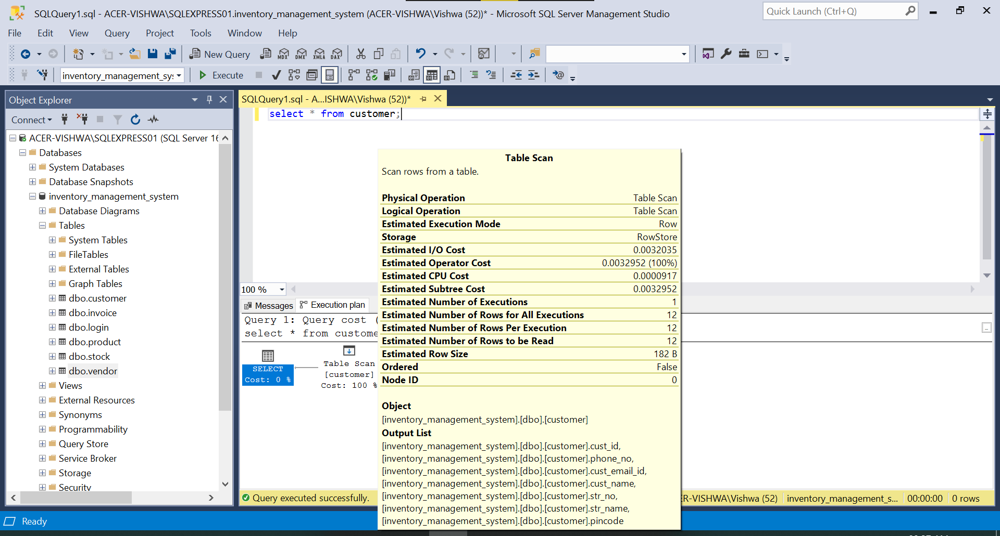 SQLQuery1.sql - ACER-VISHWA\SQLEXPRESS01.inventory_management_system (ACER-VISHWA\Vishwa (52))* - Microsoft SQL Server Management Studio
Quick Launch (Ctrl+Q)
File Edit View Query Project Tools Window Help
New Query MDX DMX XMLA DAX
inventory_management_sy Execute
Object Explorer
SQLQuery1.sql - A...ISHWA\Vishwa (52))*
Connect
select * from customer;
ACER-VISHWA\SQLEXPRESS01 (SQL Server 16
Databases
System Databases
Database Snapshots
inventory_management_system
Database Diagrams
Tables
System Tables
FileTables
External Tables
Graph Tables
dbo.customer
dbo.invoice
dbo.login
dbo.product
dbo.stock
dbo.vendor
Views
External Resources
Synonyms
Programmability
Query Store
Service Broker
Storage
Security
100 %
Messages Execution plan
Query 1: Query cost (
select * from custome
SELECT
Cost: 0 %
Table Scan
[customer]
Cost: 100 %
Table Scan
Scan rows from a table.
Physical Operation Table Scan
Logical Operation Table Scan
Estimated Execution Mode Row
Storage RowStore
Estimated I/O Cost 0.0032035
Estimated Operator Cost 0.0032952 (100%)
Estimated CPU Cost 0.0000917
Estimated Subtree Cost 0.0032952
Estimated Number of Executions 1
Estimated Number of Rows for All Executions 12
Estimated Number of Rows Per Execution 12
Estimated Number of Rows to be Read 12
Estimated Row Size 182 B
Ordered False
Node ID 0
Object
[inventory_management_system].[dbo].[customer]
Output List
[inventory_management_system].[dbo].[customer].cust_id,
[inventory_management_system].[dbo].[customer].phone_no,
[inventory_management_system].[dbo].[customer].cust_email_id,
[inventory_management_system].[dbo].[customer].cust_name,
[inventory_management_system].[dbo].[customer].str_no,
[inventory_management_system].[dbo].[customer].str_name,
[inventory_management_system].[dbo].[customer].pincode
Query executed successfully. ER-VISHWA\Vishwa (52) inventory_management_s... 00:00:00 0 rows
Ready